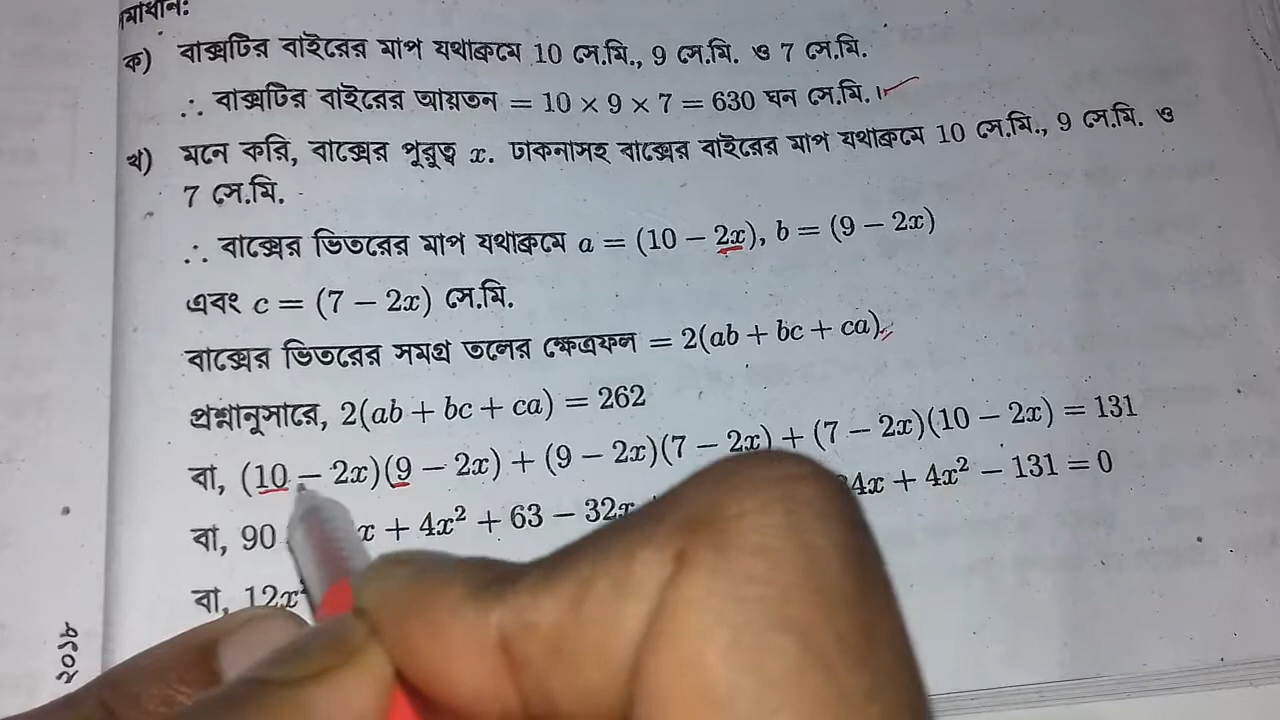 সমাধান:
ক) বাক্সটির বাইরের মাপ যথাক্রমে 10 সে.মি., 9 সে.মি. ও 7 সে.মি.
∴ বাক্সটির বাইরের আয়তন = 10 × 9 × 7 = 630 ঘন সে.মি.।
খ) মনে করি, বাক্সের পুরুত্ব x. ঢাকনাসহ বাক্সের বাইরের মাপ যথাক্রমে 10 সে.মি., 9 সে.মি. ও
7 সে.মি.
∴ বাক্সের ভিতরের মাপ যথাক্রমে a = (10 − 2x), b = (9 − 2x)
এবং c = (7 − 2x) সে.মি.
বাক্সের ভিতরের সমগ্র তলের ক্ষেত্রফল = 2(ab + bc + ca)
প্রশ্নানুসারে, 2(ab + bc + ca) = 262
বা, (10 − 2x)(9 − 2x) + (9 − 2x)(7 − 2x) + (7 − 2x)(10 − 2x) = 131
বা, 90 x + 4x² + 63 − 32x 34x + 4x² − 131 = 0
বা, 12x²
২০১৮